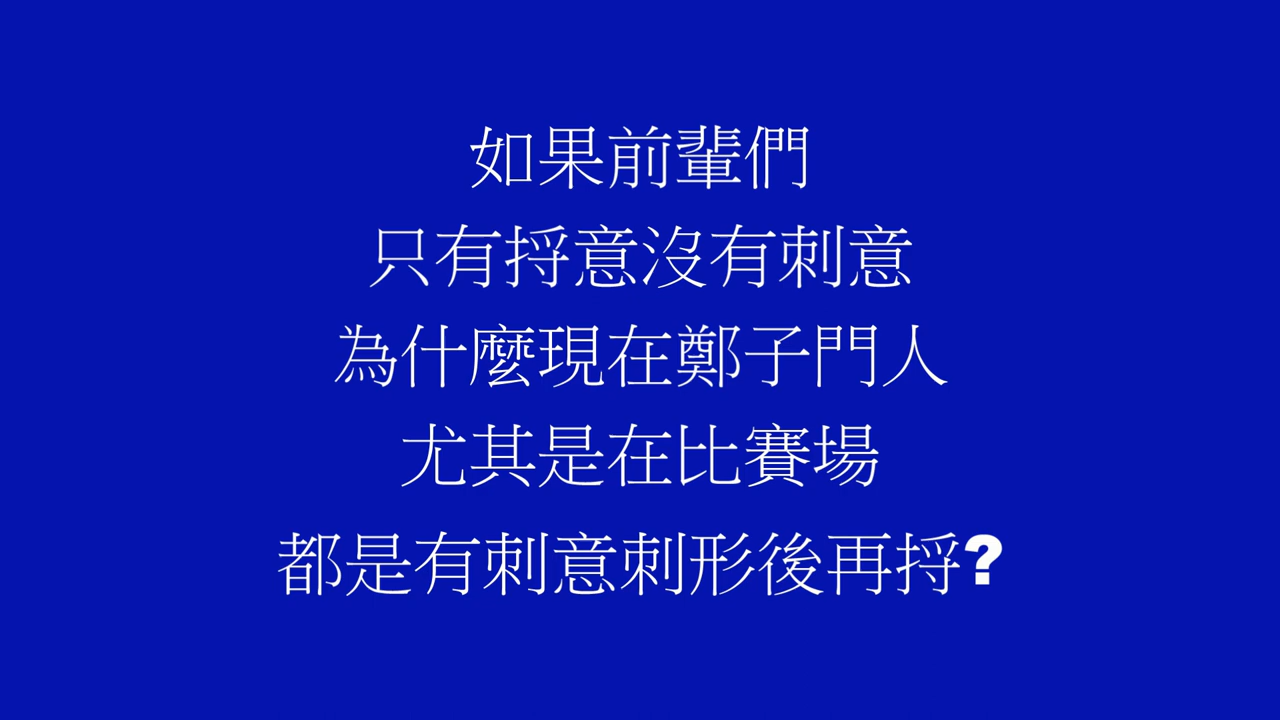 如果前輩們
只有捋意沒有刺意
為什麼現在鄭子門人
尤其是在比賽場
都是有刺意刺形後再捋?